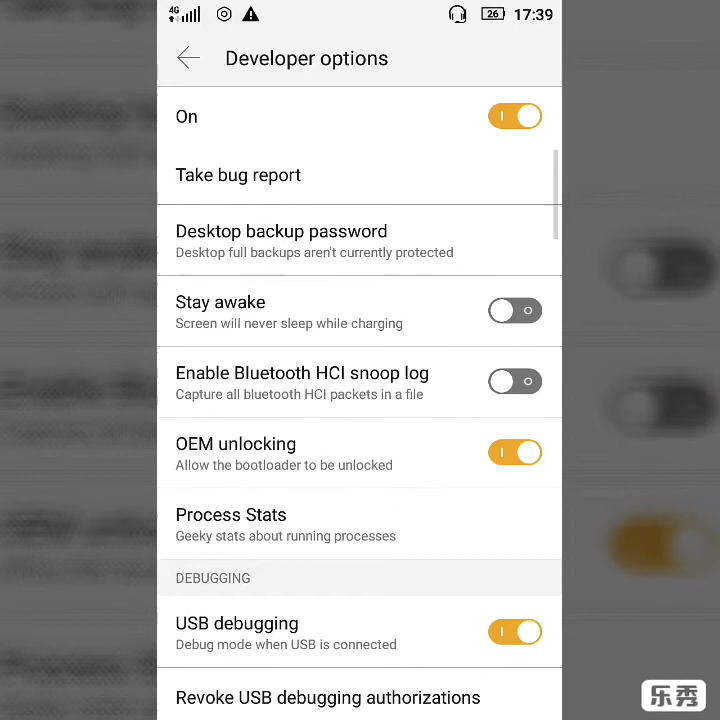 4G 26 17:39
Developer options
On
Take bug report
Desktop backup password
Desktop full backups aren't currently protected
Stay awake
Screen will never sleep while charging
Enable Bluetooth HCI snoop log
Capture all bluetooth HCI packets in a file
OEM unlocking
Allow the bootloader to be unlocked
Process Stats
Geeky stats about running processes
DEBUGGING
USB debugging
Debug mode when USB is connected
Revoke USB debugging authorizations
乐秀